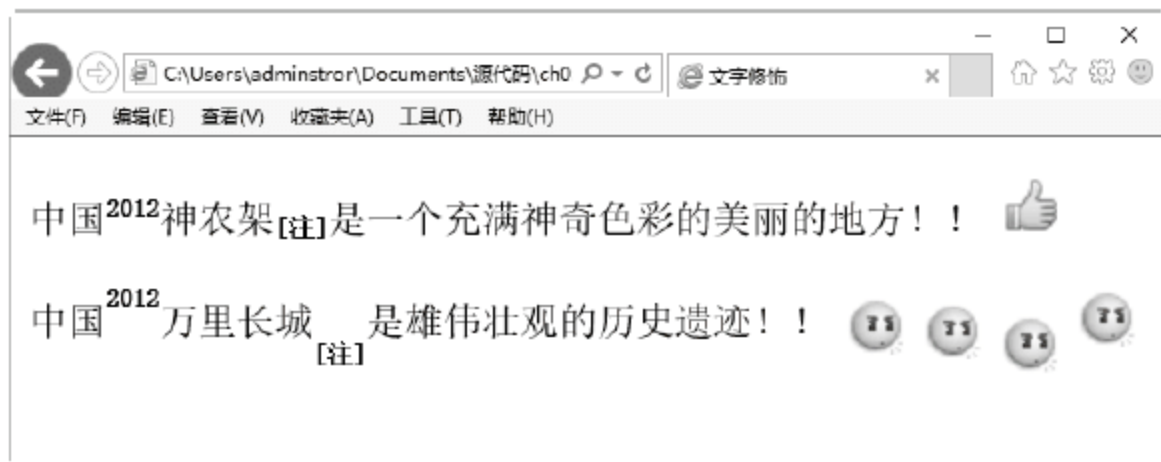 C:\Users\adminstror\Documents\源代码\ch0 文字修饰
文件(F) 编辑(E) 查看(V) 收藏夹(A) 工具(T) 帮助(H)
中国2012神农架[注]是一个充满神奇色彩的美丽的地方！！
中国2012万里长城[注]是雄伟壮观的历史遗迹！！